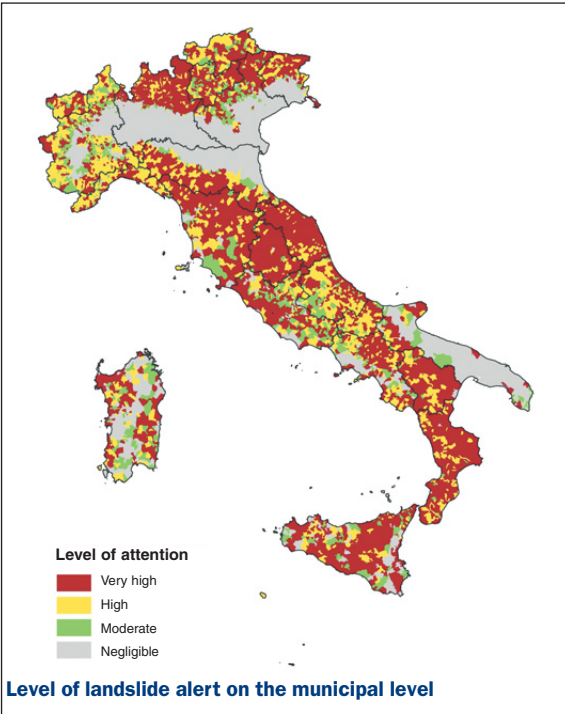 Level of attention
Very high
High
Moderate
Negligible
Level of landslide alert on the municipal level